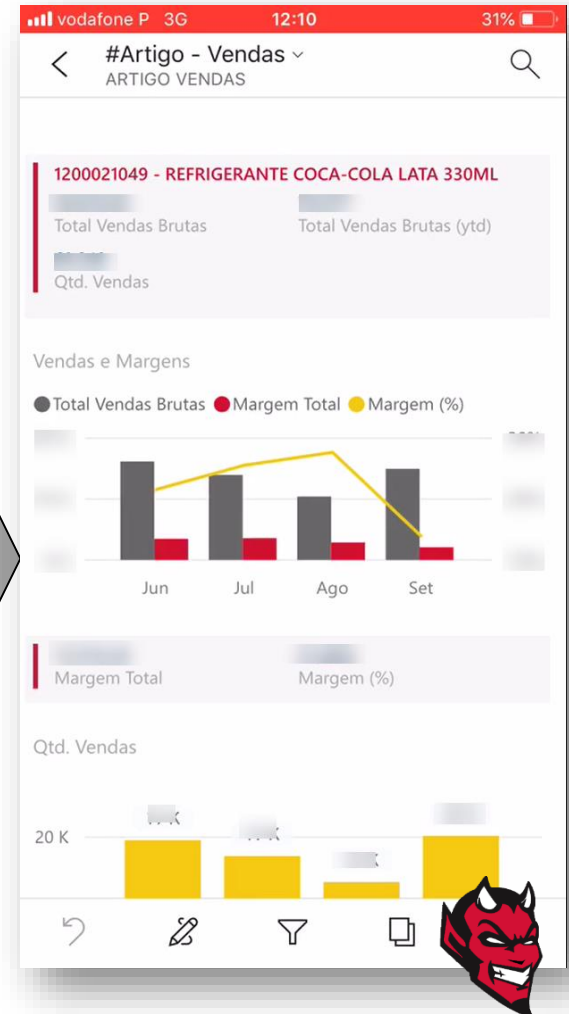 vodafone P 3G 12:10 31%
#Artigo - Vendas
ARTIGO VENDAS
1200021049 - REFRIGERANTE COCA-COLA LATA 330ML
Total Vendas Brutas Total Vendas Brutas (ytd)
Qtd. Vendas
Vendas e Margens
Total Vendas Brutas Margem Total Margem (%)
Jun Jul Ago Set
Margem Total Margem (%)
Qtd. Vendas
20 K